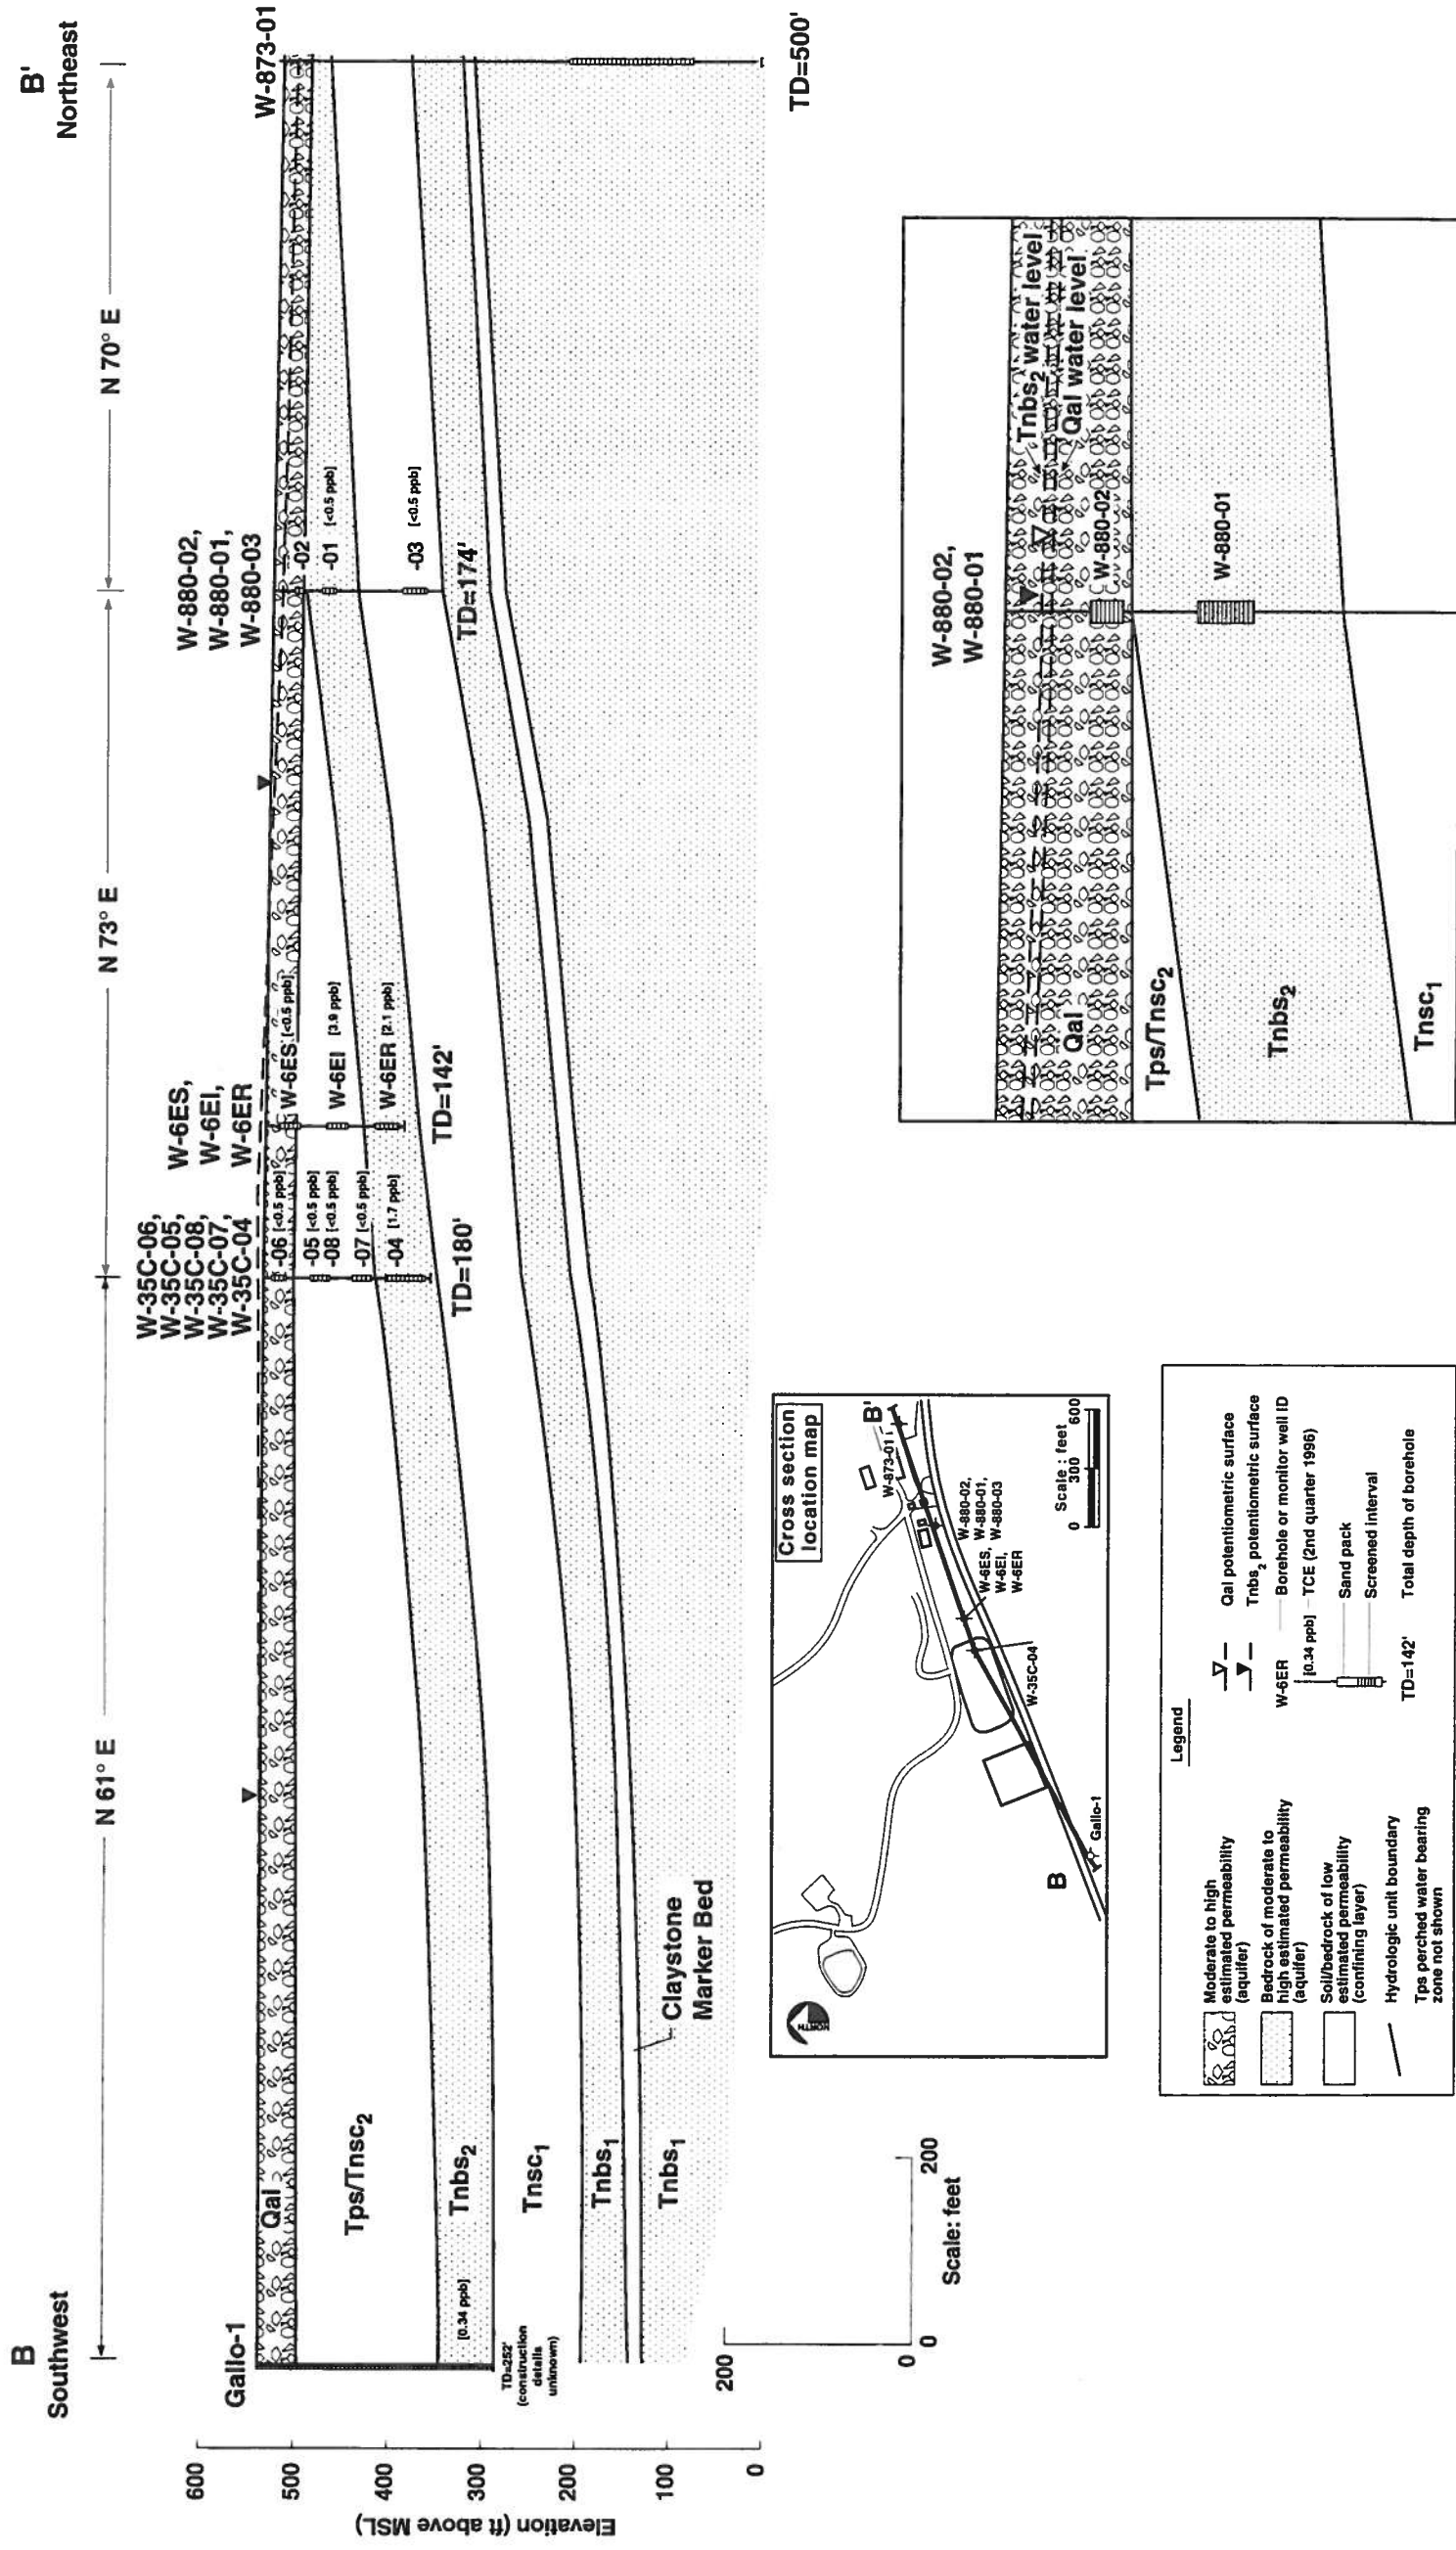 B
Southwest
B'
Northeast
N 61° E
N 73° E
N 70° E
Gallo-1
W-35C-06,
W-35C-05,
W-35C-08,
W-35C-07,
W-35C-04
W-6ES,
W-6EI,
W-6ER
W-880-02,
W-880-01,
W-880-03
W-873-01
Elevation (ft above MSL)
600
500
400
300
200
100
0
Qal
Tps/Tnsc2
Tnbs2
[0.34 ppb]
Tnsc1
TD=252'
(construction
details
unknown)
Tnbs1
Tnbs1
Claystone
Marker Bed
-06 [<0.5 ppb]
-05 [<0.5 ppb]
-08 [<0.5 ppb]
-07 [<0.5 ppb]
-04 [1.7 ppb]
TD=180'
W-6ES [<0.5 ppb]
W-6EI [3.9 ppb]
W-6ER [2.1 ppb]
TD=142'
-02
-01 [<0.5 ppb]
-03 [<0.5 ppb]
TD=174'
TD=500'
200
0
0
200
Scale: feet
Cross section
location map
NORTH
B
B'
Gallo-1
W-35C-04
W-6ES,
W-6EI,
W-6ER
W-880-02,
W-880-01,
W-880-03
W-873-01
Scale : feet
0 300 600
W-880-02,
W-880-01
Tnbs2 water level
Qal water level
Qal
W-880-02
W-880-01
Tps/Tnsc2
Tnbs2
Tnsc1
Legend
Moderate to high
estimated permeability
(aquifer)
Bedrock of moderate to
high estimated permeability
(aquifer)
Soil/bedrock of low
estimated permeability
(confining layer)
Hydrologic unit boundary
Tps perched water bearing
zone not shown
Qal potentiometric surface
Tnbs2 potentiometric surface
W-6ER Borehole or monitor well ID
[0.34 ppb] TCE (2nd quarter 1996)
Sand pack
Screened interval
TD=142' Total depth of borehole